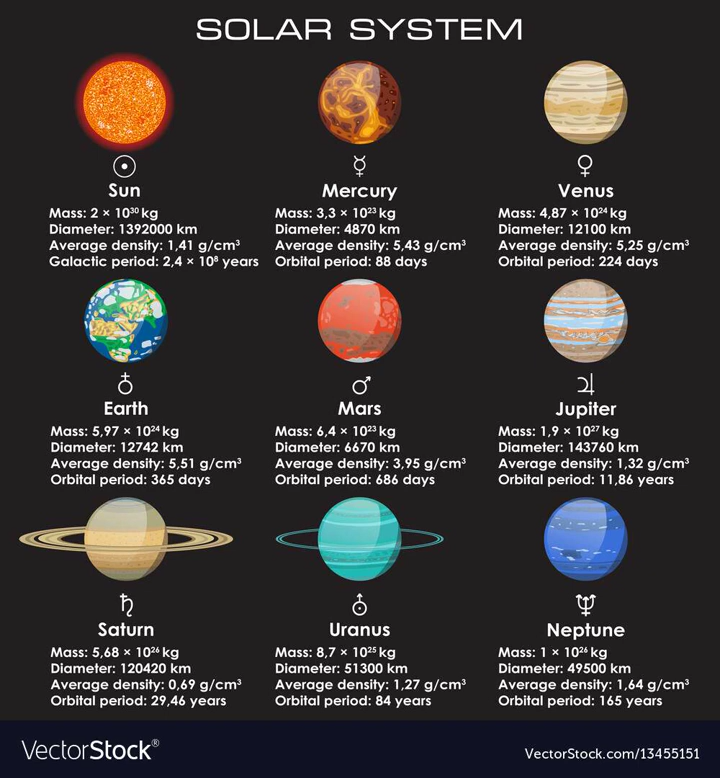 SOLAR SYSTEM
☉ ☿ ♀
Sun Mercury Venus
Mass: 2 × 10³⁰ kg Mass: 3,3 × 10²³ kg Mass: 4,87 × 10²⁴ kg
Diameter: 1392000 km Diameter: 4870 km Diameter: 12100 km
Average density: 1,41 g/cm³ Average density: 5,43 g/cm³ Average density: 5,25 g/cm³
Galactic period: 2,4 × 10⁸ years Orbital period: 88 days Orbital period: 224 days
♁ ♂ ♃
Earth Mars Jupiter
Mass: 5,97 × 10²⁴ kg Mass: 6,4 × 10²³ kg Mass: 1,9 × 10²⁷ kg
Diameter: 12742 km Diameter: 6670 km Diameter: 143760 km
Average density: 5,51 g/cm³ Average density: 3,95 g/cm³ Average density: 1,32 g/cm³
Orbital period: 365 days Orbital period: 686 days Orbital period: 11,86 years
♄ ⛢ ♆
Saturn Uranus Neptune
Mass: 5,68 × 10²⁶ kg Mass: 8,7 × 10²⁵ kg Mass: 1 × 10²⁶ kg
Diameter: 120420 km Diameter: 51300 km Diameter: 49500 km
Average density: 0,69 g/cm³ Average density: 1,27 g/cm³ Average density: 1,64 g/cm³
Orbital period: 29,46 years Orbital period: 84 years Orbital period: 165 years
VectorStock® VectorStock.com/13455151